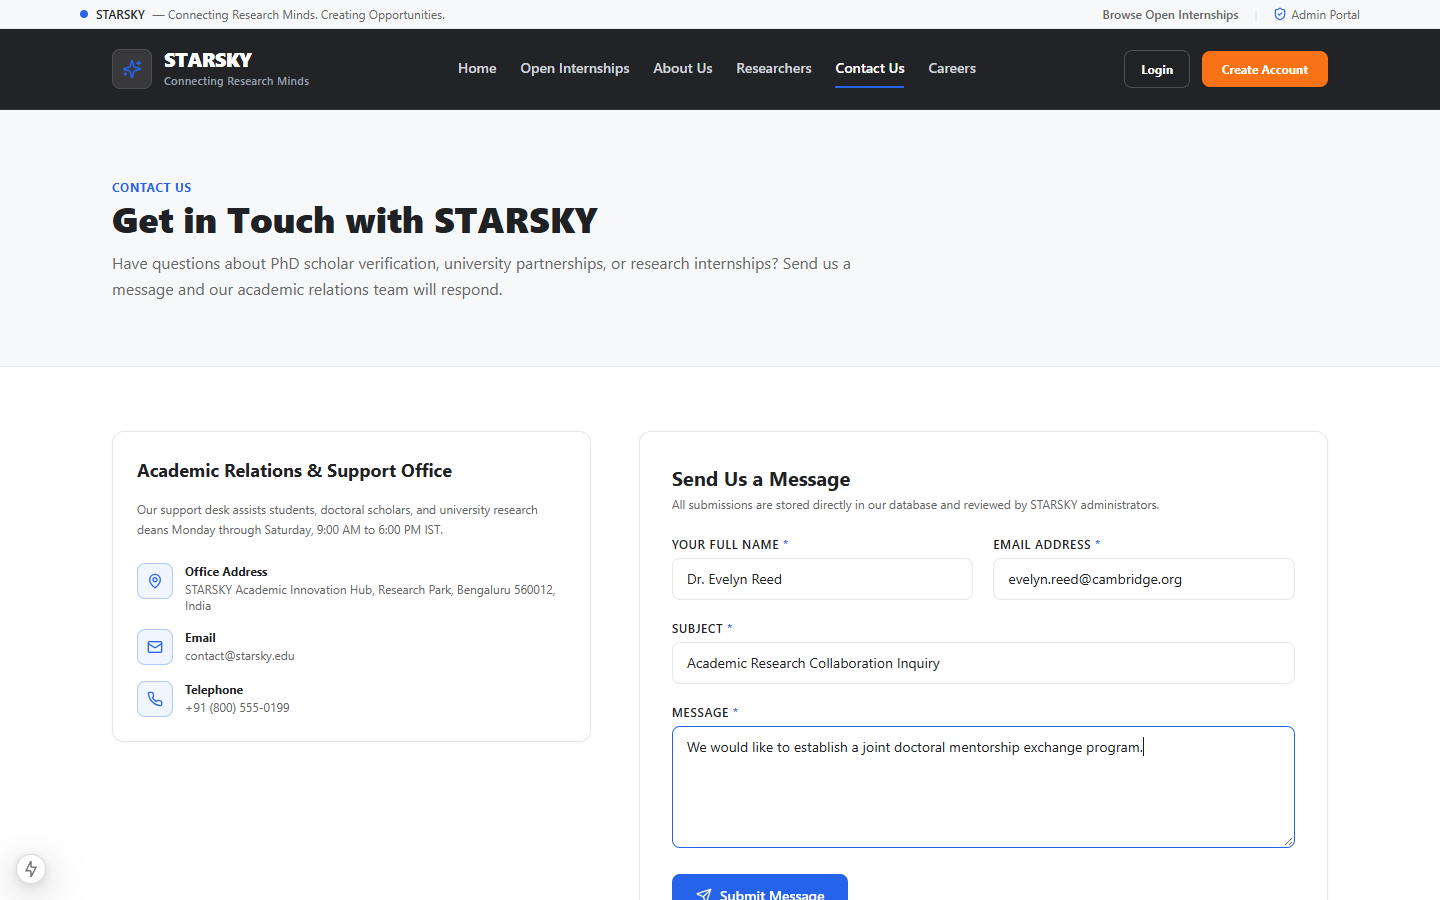 STARSKY — Connecting Research Minds. Creating Opportunities.
Browse Open Internships | Admin Portal
STARSKY
Connecting Research Minds
Home Open Internships About Us Researchers Contact Us Careers
Login Create Account
CONTACT US
Get in Touch with STARSKY
Have questions about PhD scholar verification, university partnerships, or research internships? Send us a
message and our academic relations team will respond.
Academic Relations & Support Office
Our support desk assists students, doctoral scholars, and university research
deans Monday through Saturday, 9:00 AM to 6:00 PM IST.
Office Address
STARSKY Academic Innovation Hub, Research Park, Bengaluru 560012,
India
Email
contact@starsky.edu
Telephone
+91 (800) 555-0199
Send Us a Message
All submissions are stored directly in our database and reviewed by STARSKY administrators.
YOUR FULL NAME * EMAIL ADDRESS *
Dr. Evelyn Reed evelyn.reed@cambridge.org
SUBJECT *
Academic Research Collaboration Inquiry
MESSAGE *
We would like to establish a joint doctoral mentorship exchange program.
Submit Message